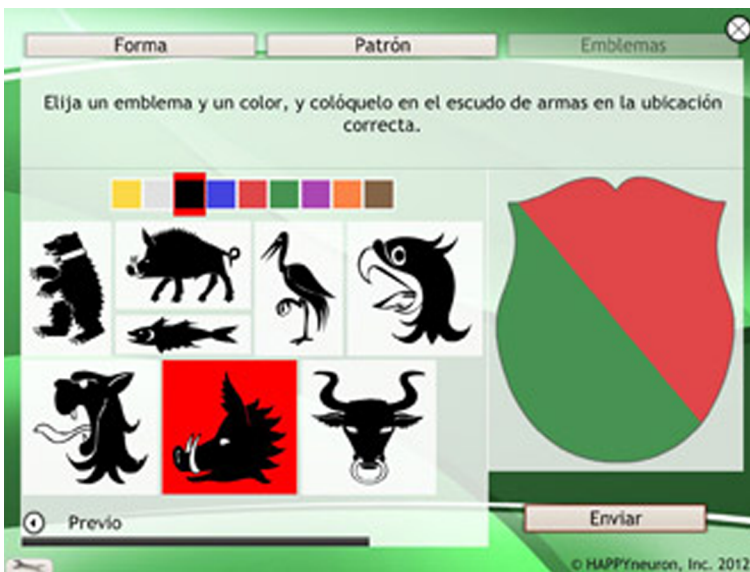 Forma
Patrón
Emblemas
Elija un emblema y un color, y colóquelo en el escudo de armas en la ubicación
correcta.
Previo
Enviar
© HAPPYneuron, Inc. 2012